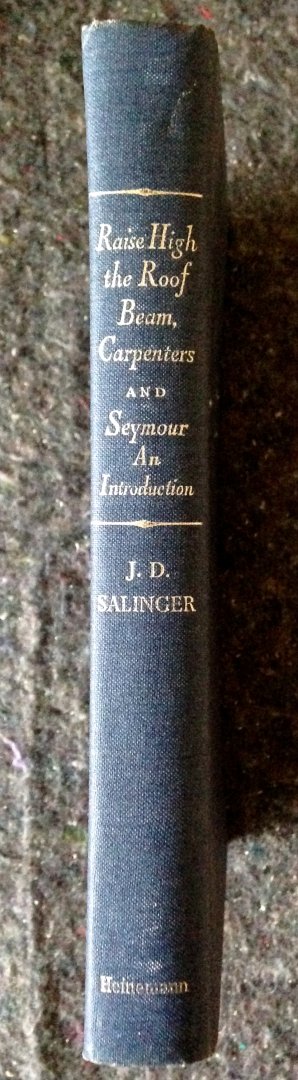 Raise High
the Roof
Beam,
Carpenters
AND
Seymour
An
Introduction
J. D.
SALINGER
Heinemann